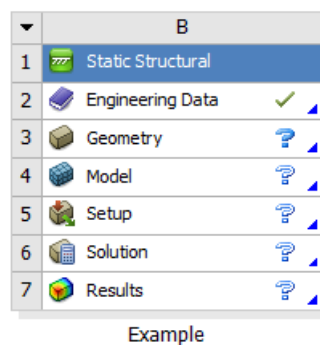 B
1 Static Structural
2 Engineering Data
3 Geometry
4 Model
5 Setup
6 Solution
7 Results
Example